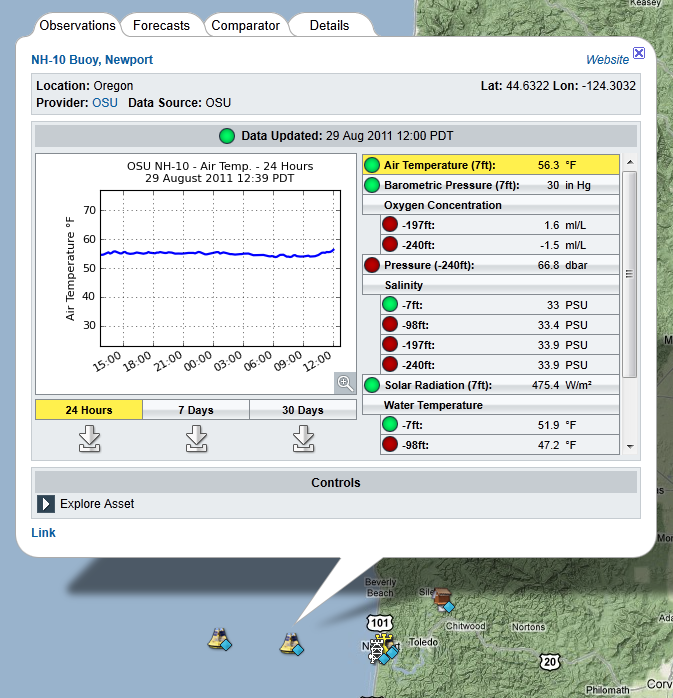 Keasey
Observations Forecasts Comparator Details
NH-10 Buoy, Newport
Website
Location: Oregon
Lat: 44.6322 Lon: -124.3032
Provider: OSU Data Source: OSU
Data Updated: 29 Aug 2011 12:00 PDT
OSU NH-10 - Air Temp. - 24 Hours
29 August 2011 12:39 PDT
Air Temperature °F
70
60
50
40
30
15:00 18:00 21:00 00:00 03:00 06:00 09:00 12:00
24 Hours 7 Days 30 Days
Air Temperature (7ft): 56.3 °F
Barometric Pressure (7ft): 30 in Hg
Oxygen Concentration
-197ft: 1.6 ml/L
-240ft: -1.5 ml/L
Pressure (-240ft): 66.8 dbar
Salinity
-7ft: 33 PSU
-98ft: 33.4 PSU
-197ft: 33.9 PSU
-240ft: 33.9 PSU
Solar Radiation (7ft): 475.4 W/m²
Water Temperature
-7ft: 51.9 °F
-98ft: 47.2 °F
Controls
Explore Asset
Link
Beverly
Beach
101
Chitwood
Nortons
Toledo
20
Philomath